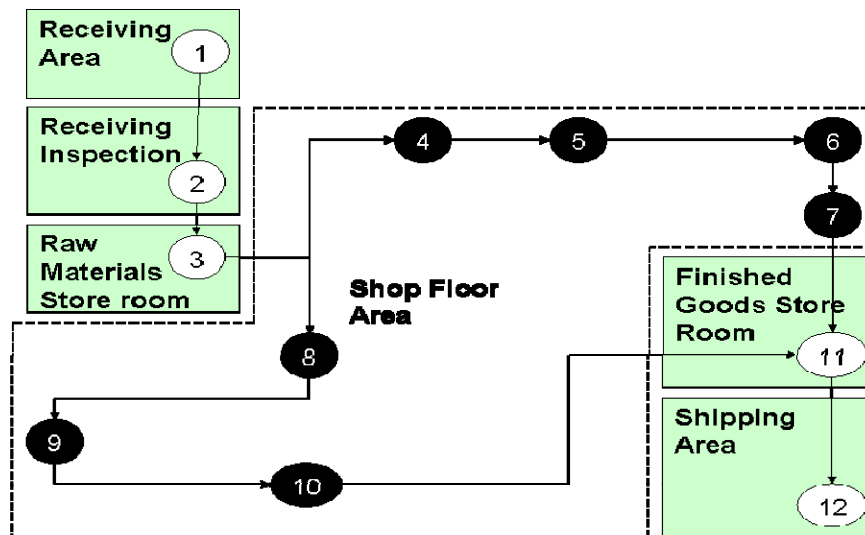 Receiving
Area
1
Receiving
Inspection
2
Raw
Materials
Store room
3
4
5
6
7
Shop Floor
Area
8
9
10
Finished
Goods Store
Room
11
Shipping
Area
12